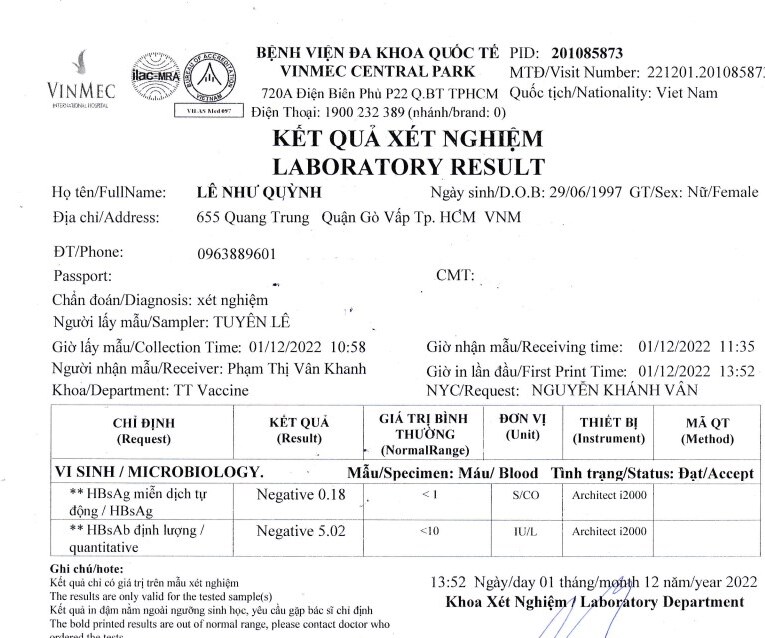 VINMEC
INTERNATIONAL HOSPITAL
ilac-MRA
BUREAU OF ACCREDITATION
VIETNAM
VILAS Med 097
BỆNH VIỆN ĐA KHOA QUỐC TẾ
VINMEC CENTRAL PARK
720A Điện Biên Phủ P22 Q.BT TPHCM
Điện Thoại: 1900 232 389 (nhánh/brand: 0)
PID: 201085873
MTĐ/Visit Number: 221201.201085873
Quốc tịch/Nationality: Viet Nam
KẾT QUẢ XÉT NGHIỆM
LABORATORY RESULT
Họ tên/FullName: LÊ NHƯ QUỲNH Ngày sinh/D.O.B: 29/06/1997 GT/Sex: Nữ/Female
Địa chỉ/Address: 655 Quang Trung Quận Gò Vấp Tp. HCM VNM
ĐT/Phone: 0963889601
Passport: CMT:
Chẩn đoán/Diagnosis: xét nghiệm
Người lấy mẫu/Sampler: TUYÊN LÊ
Giờ lấy mẫu/Collection Time: 01/12/2022 10:58 Giờ nhận mẫu/Receiving time: 01/12/2022 11:35
Người nhận mẫu/Receiver: Phạm Thị Vân Khanh Giờ in lần đầu/First Print Time: 01/12/2022 13:52
Khoa/Department: TT Vaccine NYC/Request: NGUYỄN KHÁNH VÂN
CHỈ ĐỊNH (Request) KẾT QUẢ (Result) GIÁ TRỊ BÌNH THƯỜNG (NormalRange) ĐƠN VỊ (Unit) THIẾT BỊ (Instrument) MÃ QT (Method)
VI SINH / MICROBIOLOGY. Mẫu/Specimen: Máu/ Blood Tình trạng/Status: Đạt/Accept
** HBsAg miễn dịch tự động / HBsAg Negative 0.18 < 1 S/CO Architect i2000
** HBsAb định lượng / quantitative Negative 5.02 <10 IU/L Architect i2000
Ghi chú/note:
Kết quả chỉ có giá trị trên mẫu xét nghiệm
The results are only valid for the tested sample(s)
Kết quả in đậm nằm ngoài ngưỡng sinh học, yêu cầu gặp bác sĩ chỉ định
The bold printed results are out of normal range, please contact doctor who
ordered the tests
13:52 Ngày/day 01 tháng/month 12 năm/year 2022
Khoa Xét Nghiệm / Laboratory Department